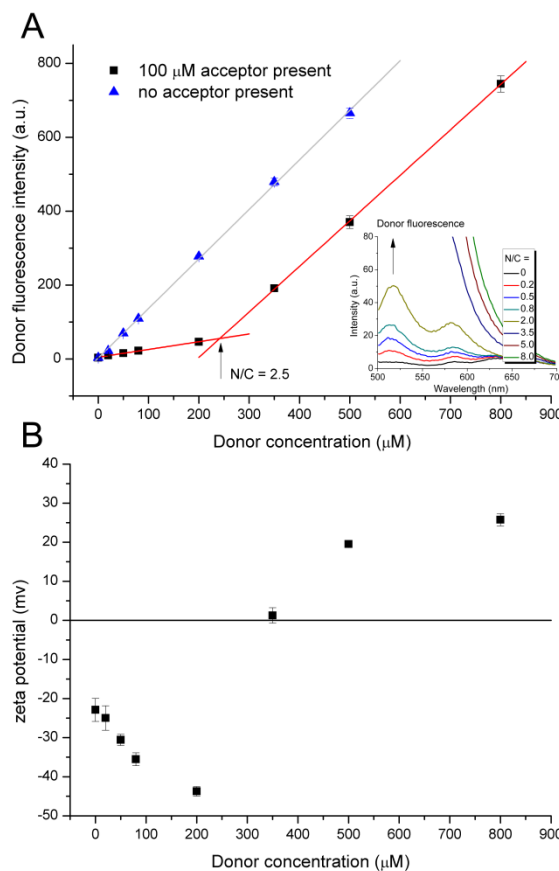 A
800
600
400
200
0
Donor fluorescence intensity (a.u.)
100 μM acceptor present
no acceptor present
N/C = 2.5
Donor fluorescence
80
60
40
20
0
Intensity (a.u.)
500 550 600 650 700
Wavelength (nm)
N/C =
0
0.2
0.5
0.8
2.0
3.5
5.0
8.0
0 100 200 300 400 500 600 700 800 900
Donor concentration (μM)
B
40
30
20
10
0
-10
-20
-30
-40
-50
zeta potential (mv)
0 100 200 300 400 500 600 700 800 900
Donor concentration (μM)